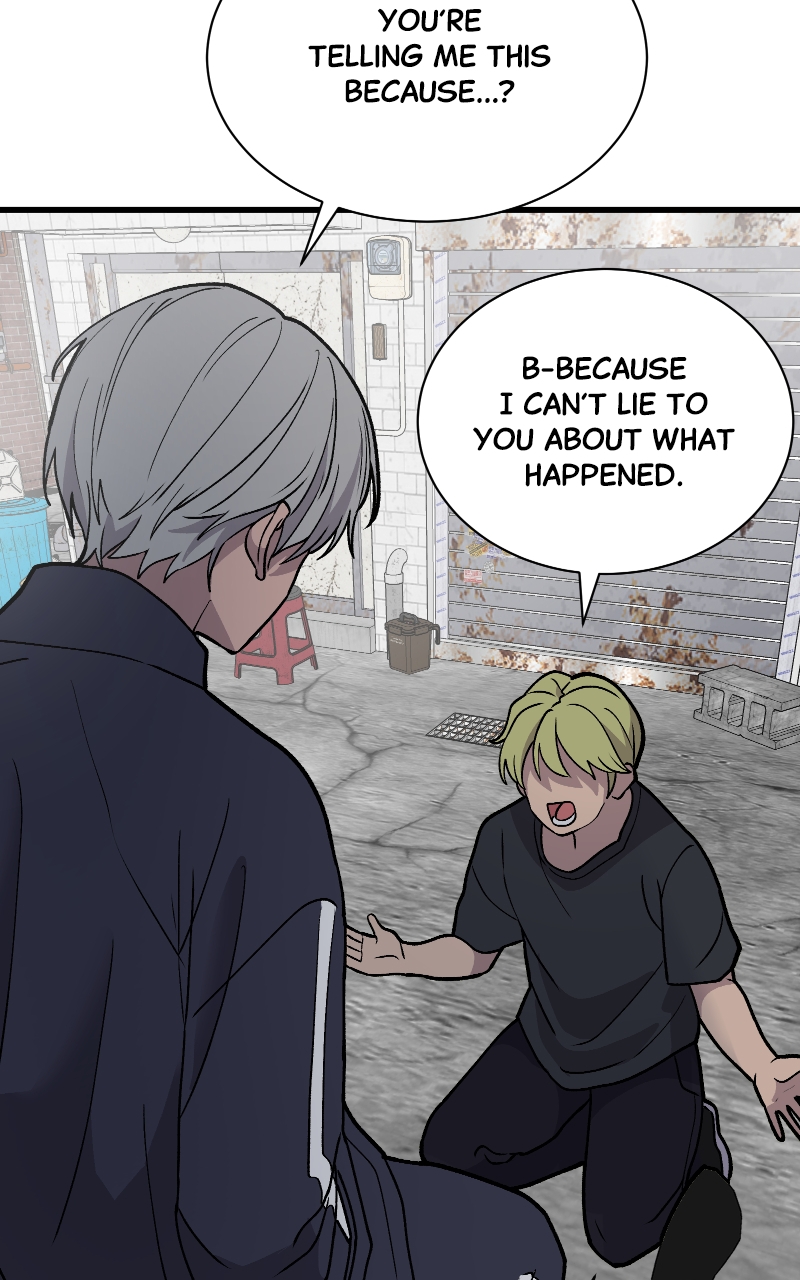 YOU'RE
TELLING ME THIS
BECAUSE...?
B-BECAUSE
I CAN'T LIE TO
YOU ABOUT WHAT
HAPPENED.